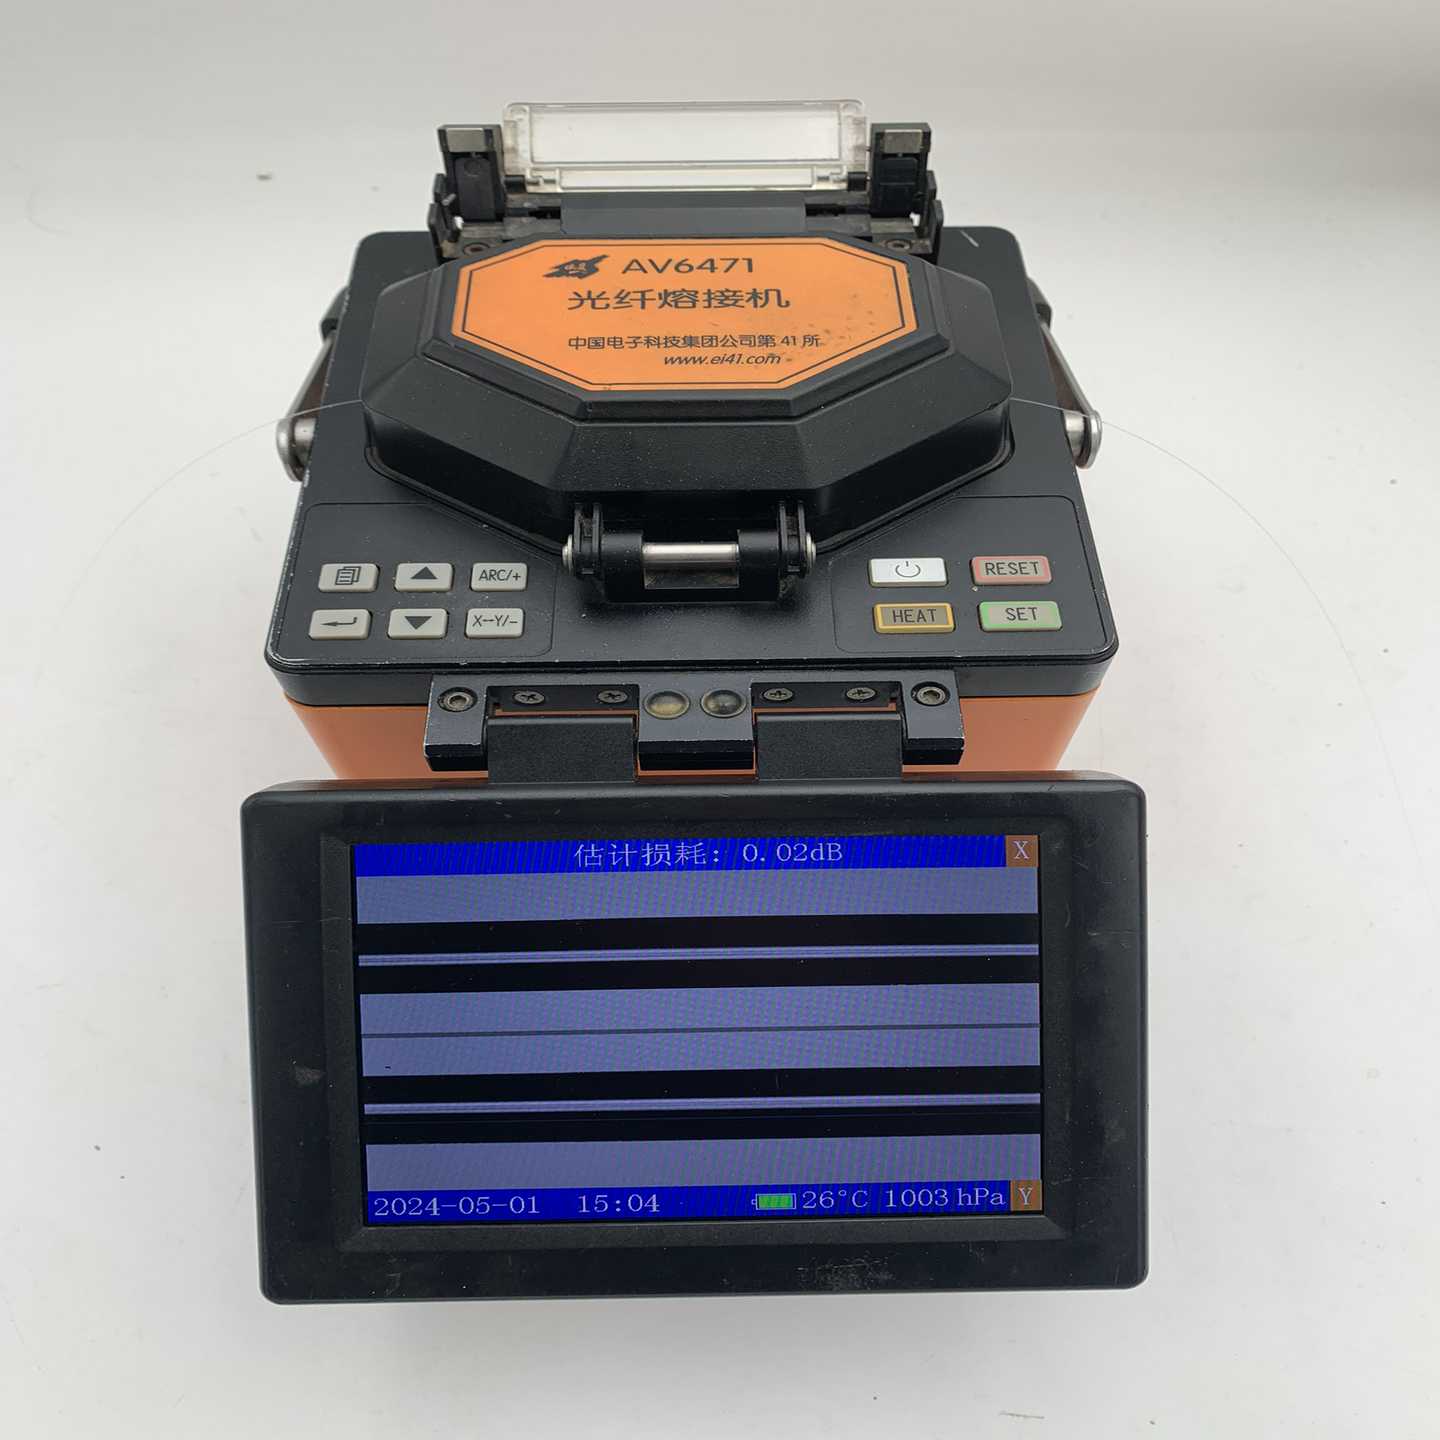 AV6471
光纤熔接机
中国电子科技集团公司第 41 所
www.ei41.com
ARC/+
X↔Y/-
RESET
HEAT
SET
估计损耗: 0.02dB
X
2024-05-01 15:04 26°C 1003 hPa Y